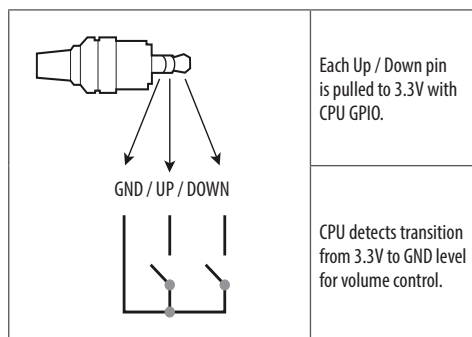 Each Up / Down pin
is pulled to 3.3V with
CPU GPIO.
GND / UP / DOWN
CPU detects transition
from 3.3V to GND level
for volume control.